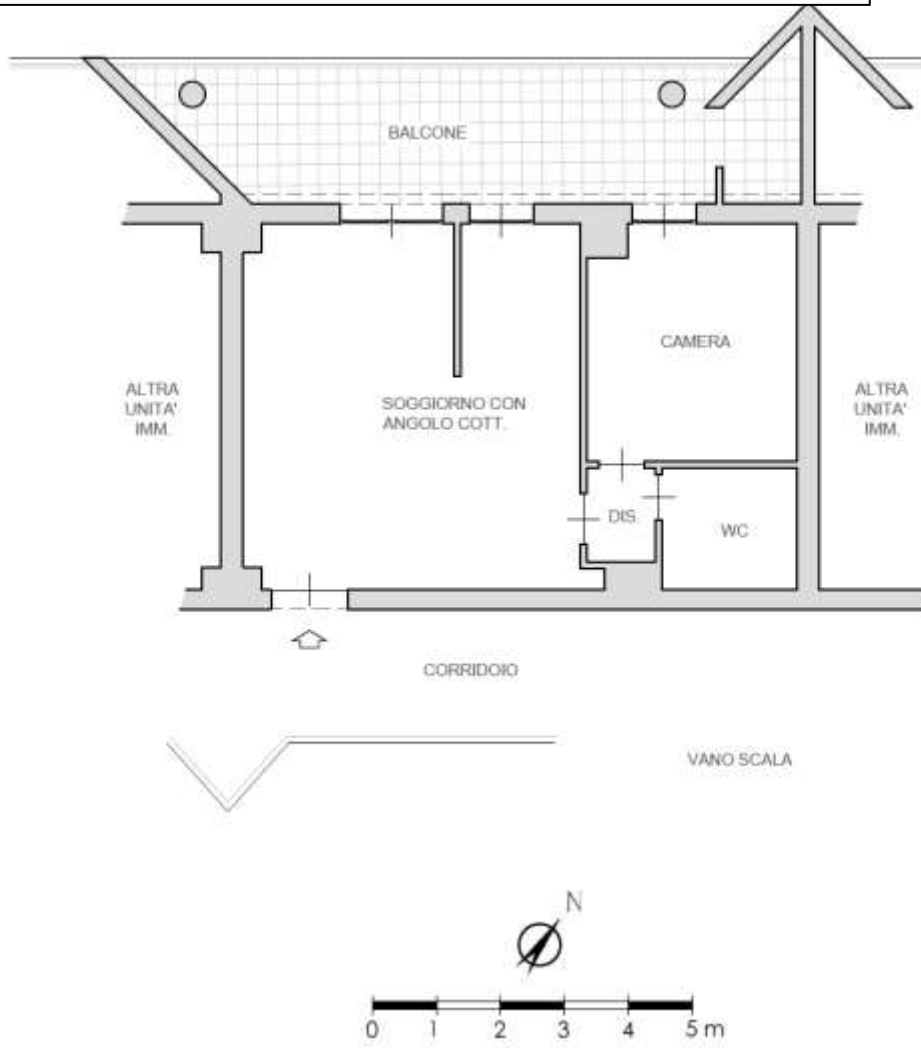 BALCONE
CAMERA
ALTRA
UNITA'
IMM.
SOGGIORNO CON
ANGOLO COTT.
ALTRA
UNITA'
IMM.
DIS.
WC
CORRIDOIO
VANO SCALA
N
0 1 2 3 4 5 m